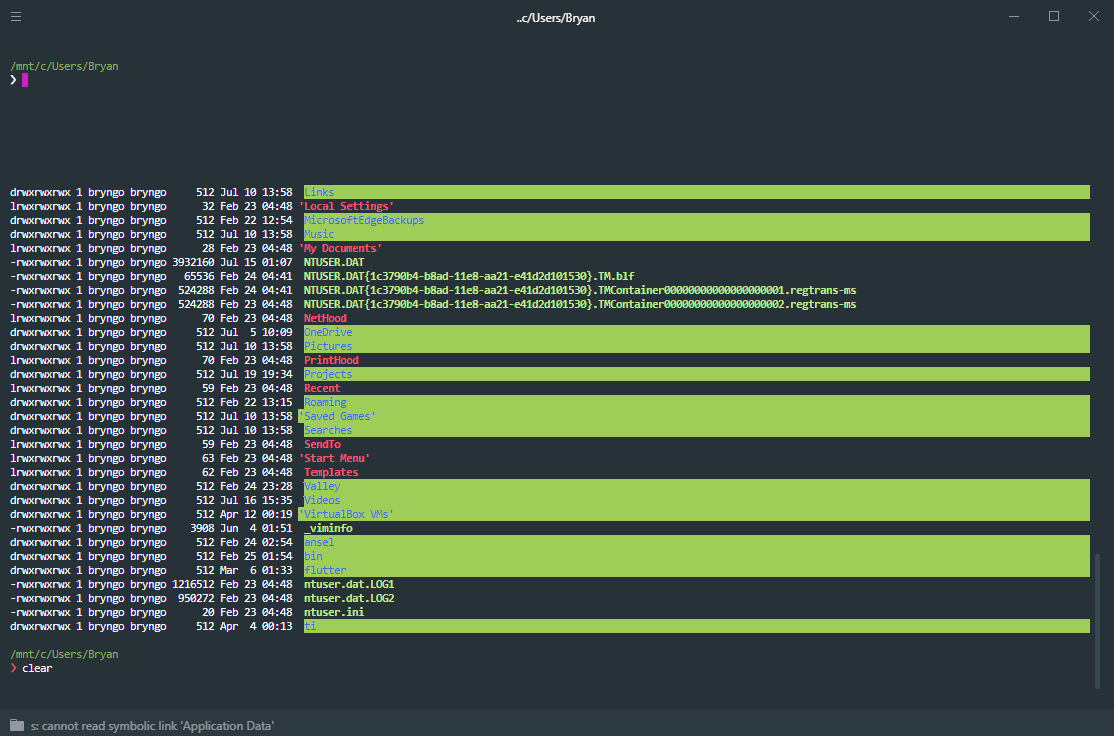 ..c/Users/Bryan
/mnt/c/Users/Bryan
❯
drwxrwxrwx 1 bryngo bryngo     512 Jul 10 13:58  Links
lrwxrwxrwx 1 bryngo bryngo      32 Feb 23 04:48 'Local Settings'
drwxrwxrwx 1 bryngo bryngo     512 Feb 22 12:54  MicrosoftEdgeBackups
drwxrwxrwx 1 bryngo bryngo     512 Jul 10 13:58  Music
lrwxrwxrwx 1 bryngo bryngo      28 Feb 23 04:48 'My Documents'
-rwxrwxrwx 1 bryngo bryngo 3932160 Jul 15 01:07  NTUSER.DAT
-rwxrwxrwx 1 bryngo bryngo   65536 Feb 24 04:41  NTUSER.DAT{1c3790b4-b8ad-11e8-aa21-e41d2d101530}.TM.blf
-rwxrwxrwx 1 bryngo bryngo  524288 Feb 24 04:41  NTUSER.DAT{1c3790b4-b8ad-11e8-aa21-e41d2d101530}.TMContainer00000000000000000001.regtrans-ms
-rwxrwxrwx 1 bryngo bryngo  524288 Feb 23 04:48  NTUSER.DAT{1c3790b4-b8ad-11e8-aa21-e41d2d101530}.TMContainer00000000000000000002.regtrans-ms
lrwxrwxrwx 1 bryngo bryngo      70 Feb 23 04:48  NetHood
drwxrwxrwx 1 bryngo bryngo     512 Jul  5 10:09  OneDrive
drwxrwxrwx 1 bryngo bryngo     512 Jul 10 13:58  Pictures
lrwxrwxrwx 1 bryngo bryngo      70 Feb 23 04:48  PrintHood
drwxrwxrwx 1 bryngo bryngo     512 Jul 19 19:34  Projects
lrwxrwxrwx 1 bryngo bryngo      59 Feb 23 04:48  Recent
drwxrwxrwx 1 bryngo bryngo     512 Feb 22 13:15  Roaming
drwxrwxrwx 1 bryngo bryngo     512 Jul 10 13:58 'Saved Games'
drwxrwxrwx 1 bryngo bryngo     512 Jul 10 13:58  Searches
lrwxrwxrwx 1 bryngo bryngo      59 Feb 23 04:48  SendTo
lrwxrwxrwx 1 bryngo bryngo      63 Feb 23 04:48 'Start Menu'
lrwxrwxrwx 1 bryngo bryngo      62 Feb 23 04:48  Templates
drwxrwxrwx 1 bryngo bryngo     512 Feb 24 23:28  Valley
drwxrwxrwx 1 bryngo bryngo     512 Jul 16 15:35  Videos
drwxrwxrwx 1 bryngo bryngo     512 Apr 12 00:19 'VirtualBox VMs'
-rwxrwxrwx 1 bryngo bryngo    3908 Jun  4 01:51  _viminfo
drwxrwxrwx 1 bryngo bryngo     512 Feb 24 02:54  ansel
drwxrwxrwx 1 bryngo bryngo     512 Feb 25 01:54  bin
drwxrwxrwx 1 bryngo bryngo     512 Mar  6 01:33  flutter
-rwxrwxrwx 1 bryngo bryngo 1216512 Feb 23 04:48  ntuser.dat.LOG1
-rwxrwxrwx 1 bryngo bryngo  950272 Feb 23 04:48  ntuser.dat.LOG2
-rwxrwxrwx 1 bryngo bryngo      20 Feb 23 04:48  ntuser.ini
drwxrwxrwx 1 bryngo bryngo     512 Apr  4 00:13  ti
/mnt/c/Users/Bryan
❯ clear
s: cannot read symbolic link 'Application Data'